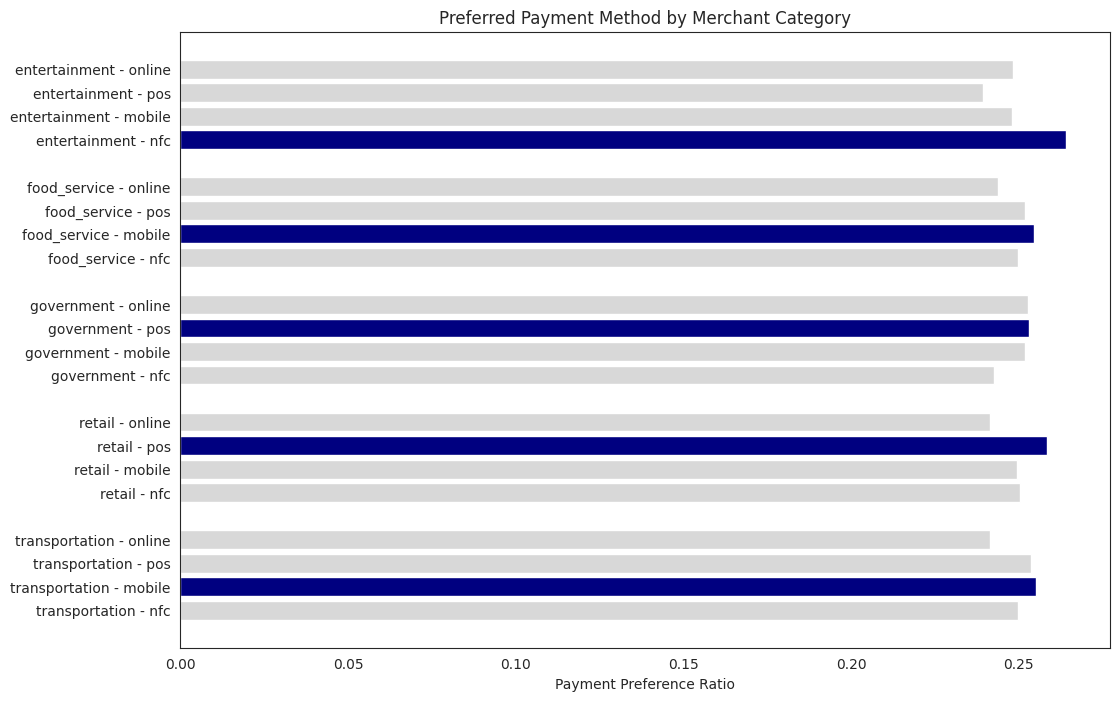 Preferred Payment Method by Merchant Category
entertainment - online
entertainment - pos
entertainment - mobile
entertainment - nfc
food_service - online
food_service - pos
food_service - mobile
food_service - nfc
government - online
government - pos
government - mobile
government - nfc
retail - online
retail - pos
retail - mobile
retail - nfc
transportation - online
transportation - pos
transportation - mobile
transportation - nfc
0.00 0.05 0.10 0.15 0.20 0.25
Payment Preference Ratio